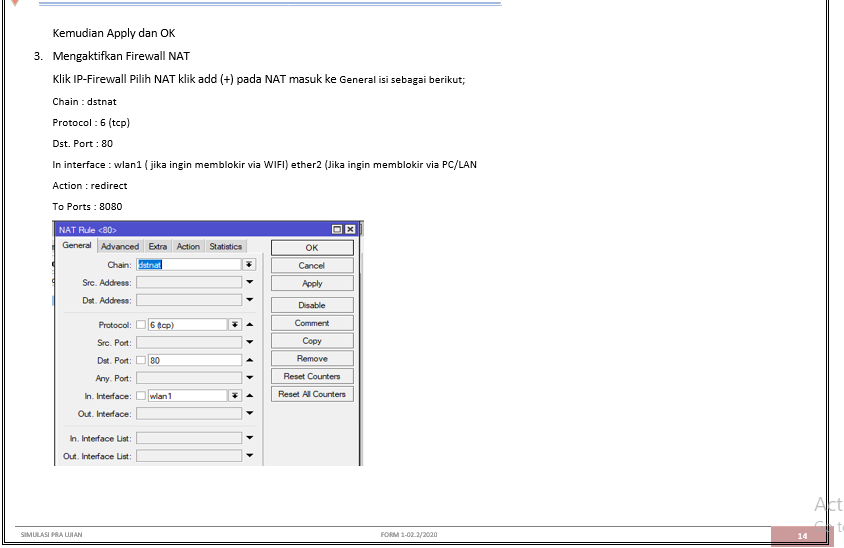 Kemudian Apply dan OK
3. Mengaktifkan Firewall NAT
Klik IP-Firewall Pilih NAT klik add (+) pada NAT masuk ke General isi sebagai berikut;
Chain : dstnat
Protocol : 6 (tcp)
Dst. Port : 80
In interface : wlan1 ( jika ingin memblokir via WIFI) ether2 (Jika ingin memblokir via PC/LAN
Action : redirect
To Ports : 8080
NAT Rule <80>
General Advanced Extra Action Statistics
OK
Cancel
Apply
Disable
Comment
Copy
Remove
Reset Counters
Reset All Counters
Chain: dstnat
Src. Address:
Dst. Address:
Protocol: 6 (tcp)
Src. Port:
Dst. Port: 80
Any. Port:
In. Interface: wlan1
Out. Interface:
In. Interface List:
Out. Interface List:
SIMULASI PRA UJIAN FORM 1-02.2/2020 14